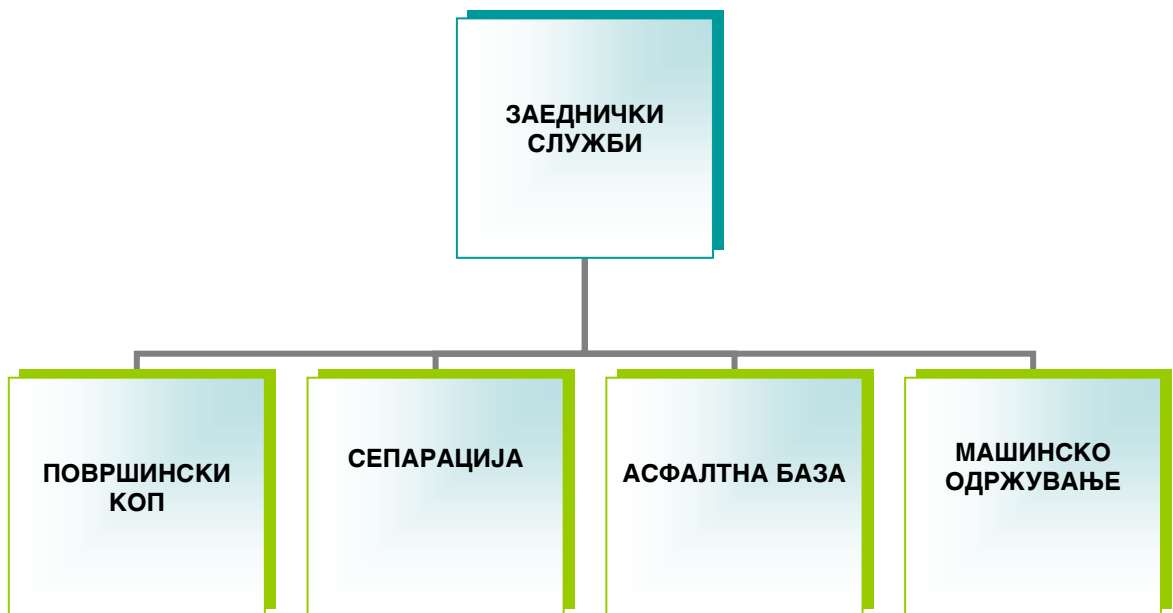 ЗАЕДНИЧКИ
СЛУЖБИ
ПОВРШИНСКИ
КОП
СЕПАРАЦИЈА
АСФАЛТНА БАЗА
МАШИНСКО
ОДРЖУВАЊЕ